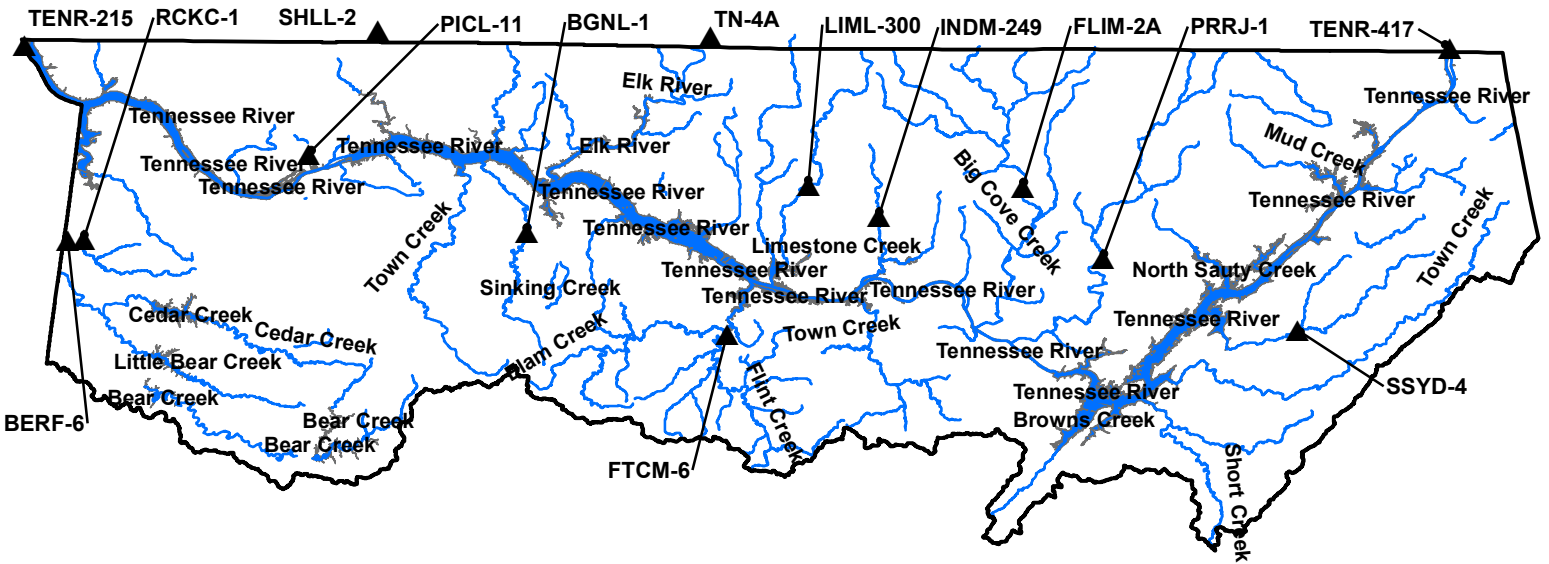 TENR-215
RCKC-1
SHLL-2
PICL-11
BGNL-1
TN-4A
LIML-300
INDM-249
FLIM-2A
PRRJ-1
TENR-417
Elk River
Tennessee River
Tennessee River
Tennessee River
Tennessee River
Tennessee River
Elk River
Mud Creek
Big Cove Creek
Tennessee River
Tennessee River
Town Creek
Tennessee River
Town Creek
Limestone Creek
Tennessee River
North Sauty Creek
Sinking Creek
Tennessee River
Tennessee River
Cedar Creek
Cedar Creek
Elam Creek
Town Creek
Tennessee River
Little Bear Creek
Tennessee River
Bear Creek
Flint Creek
Tennessee River
SSYD-4
BERF-6
Bear Creek
Browns Creek
Bear Creek
FTCM-6
Short Creek